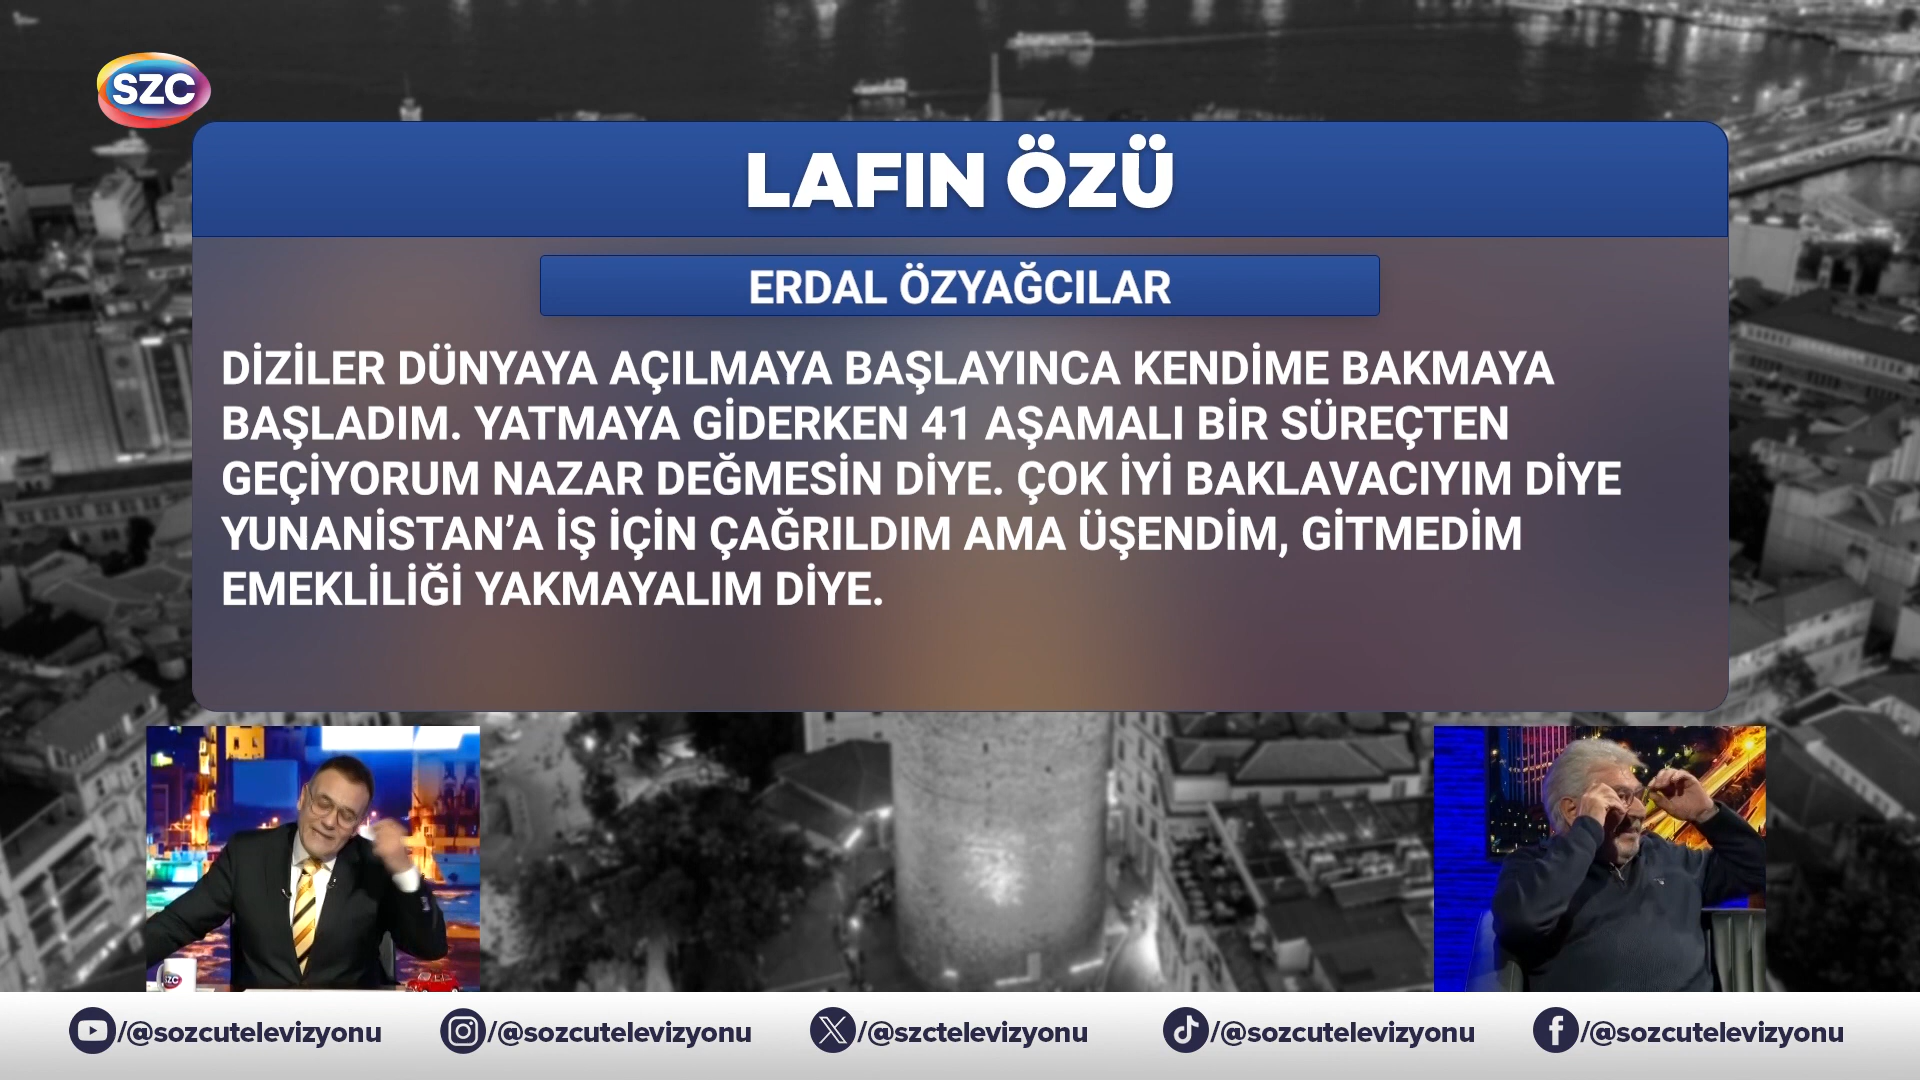 SZC
LAFIN ÖZÜ
ERDAL ÖZYAĞCILAR
DİZİLER DÜNYAYA AÇILMAYA BAŞLAYINCA KENDİME BAKMAYA
BAŞLADIM. YATMAYA GİDERKEN 41 AŞAMALI BİR SÜREÇTEN
GEÇİYORUM NAZAR DEĞMESİN DİYE. ÇOK İYİ BAKLAVACIYIM DİYE
YUNANİSTAN’A İŞ İÇİN ÇAĞRILDIM AMA ÜŞENDİM, GİTMEDİM
EMEKLİLİĞİ YAKMAYALIM DİYE.
SZC
/@sozcutelevizyonu /@sozcutelevizyonu /@szctelevizyonu /@sozcutelevizyonu /@sozcutelevizyonu